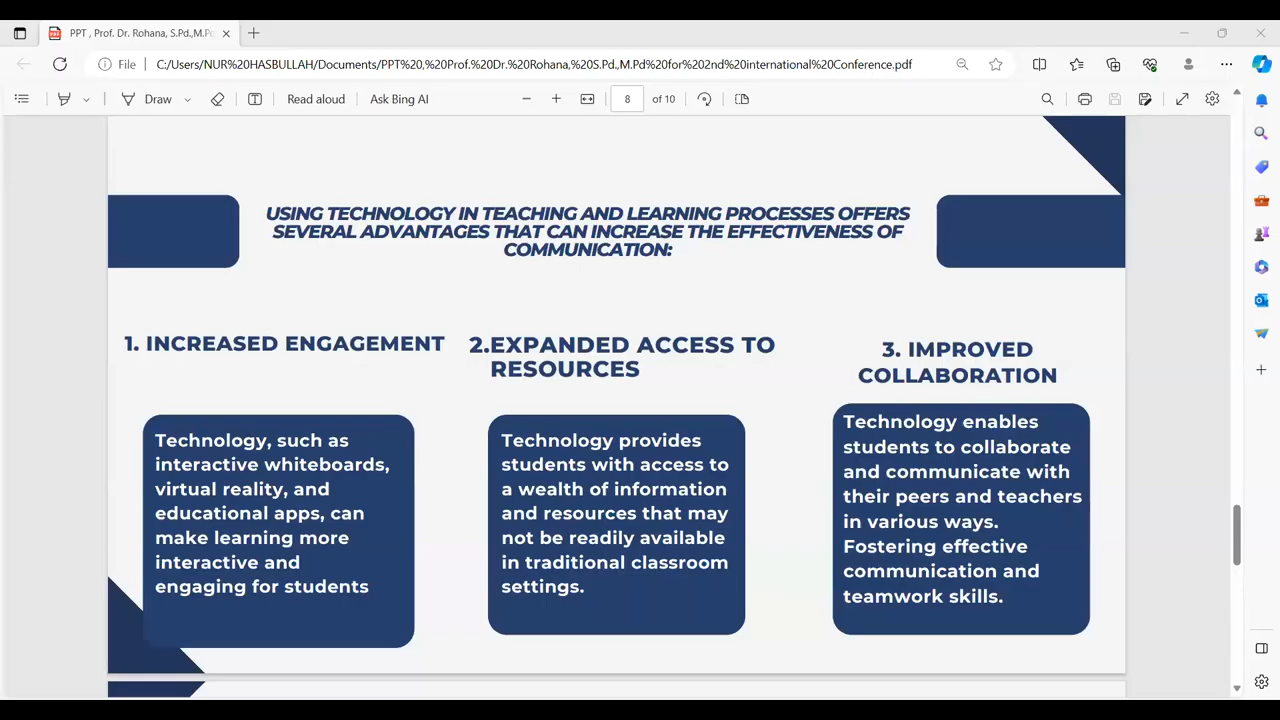 PPT , Prof. Dr. Rohana, S.Pd.,M.Pd
File
C:/Users/NUR%20HASBULLAH/Documents/PPT%20,%20Prof.%20Dr.%20Rohana,%20S.Pd.,M.Pd%20for%202nd%20international%20Conference.pdf
Draw
Read aloud
Ask Bing AI
8 of 10
USING TECHNOLOGY IN TEACHING AND LEARNING PROCESSES OFFERS
SEVERAL ADVANTAGES THAT CAN INCREASE THE EFFECTIVENESS OF
COMMUNICATION:
1. INCREASED ENGAGEMENT
Technology, such as
interactive whiteboards,
virtual reality, and
educational apps, can
make learning more
interactive and
engaging for students
2.EXPANDED ACCESS TO
RESOURCES
Technology provides
students with access to
a wealth of information
and resources that may
not be readily available
in traditional classroom
settings.
3. IMPROVED
COLLABORATION
Technology enables
students to collaborate
and communicate with
their peers and teachers
in various ways.
Fostering effective
communication and
teamwork skills.